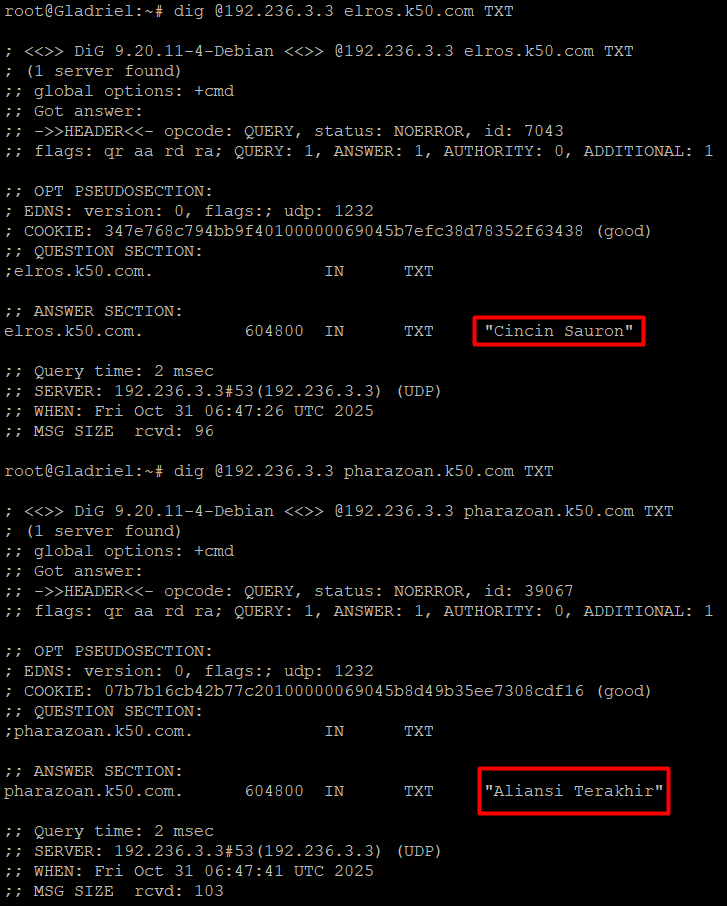 root@Gladriel:~# dig @192.236.3.3 elros.k50.com TXT
; <<>> DiG 9.20.11-4-Debian <<>> @192.236.3.3 elros.k50.com TXT
; (1 server found)
;; global options: +cmd
;; Got answer:
;; ->>HEADER<<- opcode: QUERY, status: NOERROR, id: 7043
;; flags: qr aa rd ra; QUERY: 1, ANSWER: 1, AUTHORITY: 0, ADDITIONAL: 1
;; OPT PSEUDOSECTION:
; EDNS: version: 0, flags:; udp: 1232
; COOKIE: 347e768c794bb9f40100000069045b7efc38d78352f63438 (good)
;; QUESTION SECTION:
;elros.k50.com. IN TXT
;; ANSWER SECTION:
elros.k50.com. 604800 IN TXT "Cincin Sauron"
;; Query time: 2 msec
;; SERVER: 192.236.3.3#53(192.236.3.3) (UDP)
;; WHEN: Fri Oct 31 06:47:26 UTC 2025
;; MSG SIZE rcvd: 96
root@Gladriel:~# dig @192.236.3.3 pharazoan.k50.com TXT
; <<>> DiG 9.20.11-4-Debian <<>> @192.236.3.3 pharazoan.k50.com TXT
; (1 server found)
;; global options: +cmd
;; Got answer:
;; ->>HEADER<<- opcode: QUERY, status: NOERROR, id: 39067
;; flags: qr aa rd ra; QUERY: 1, ANSWER: 1, AUTHORITY: 0, ADDITIONAL: 1
;; OPT PSEUDOSECTION:
; EDNS: version: 0, flags:; udp: 1232
; COOKIE: 07b7b16cb42b77c20100000069045b8d49b35ee7308cdf16 (good)
;; QUESTION SECTION:
;pharazoan.k50.com. IN TXT
;; ANSWER SECTION:
pharazoan.k50.com. 604800 IN TXT "Aliansi Terakhir"
;; Query time: 2 msec
;; SERVER: 192.236.3.3#53(192.236.3.3) (UDP)
;; WHEN: Fri Oct 31 06:47:41 UTC 2025
;; MSG SIZE rcvd: 103